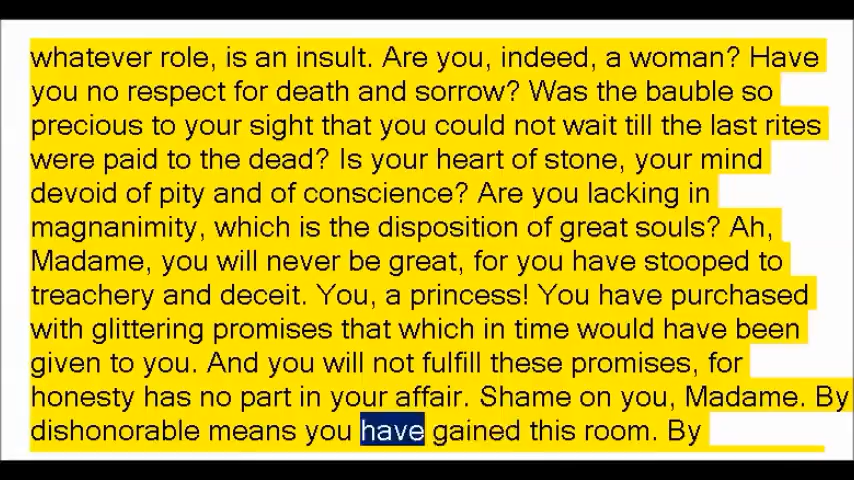 whatever role, is an insult. Are you, indeed, a woman? Have
you no respect for death and sorrow? Was the bauble so
precious to your sight that you could not wait till the last rites
were paid to the dead? Is your heart of stone, your mind
devoid of pity and of conscience? Are you lacking in
magnanimity, which is the disposition of great souls? Ah,
Madame, you will never be great, for you have stooped to
treachery and deceit. You, a princess! You have purchased
with glittering promises that which in time would have been
given to you. And you will not fulfill these promises, for
honesty has no part in your affair. Shame on you, Madame. By
dishonorable means you have gained this room. By